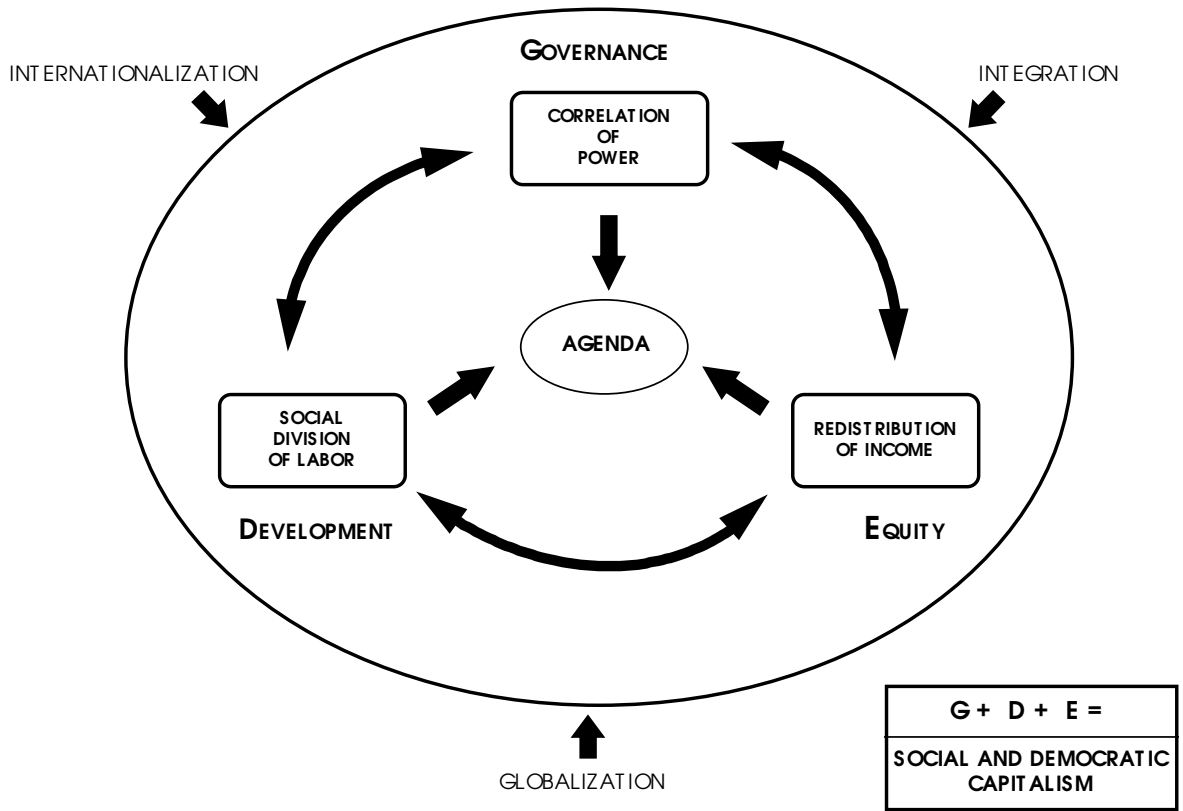 GOVERNANCE
INTERNATIONALIZATION
INTEGRATION
CORRELATION
OF
POWER
AGENDA
SOCIAL
DIVISION
OF LABOR
REDISTRIBUTION
OF INCOME
DEVELOPMENT
EQUITY
G + D + E =
SOCIAL AND DEMOCRATIC
CAPITALISM
GLOBALIZATION